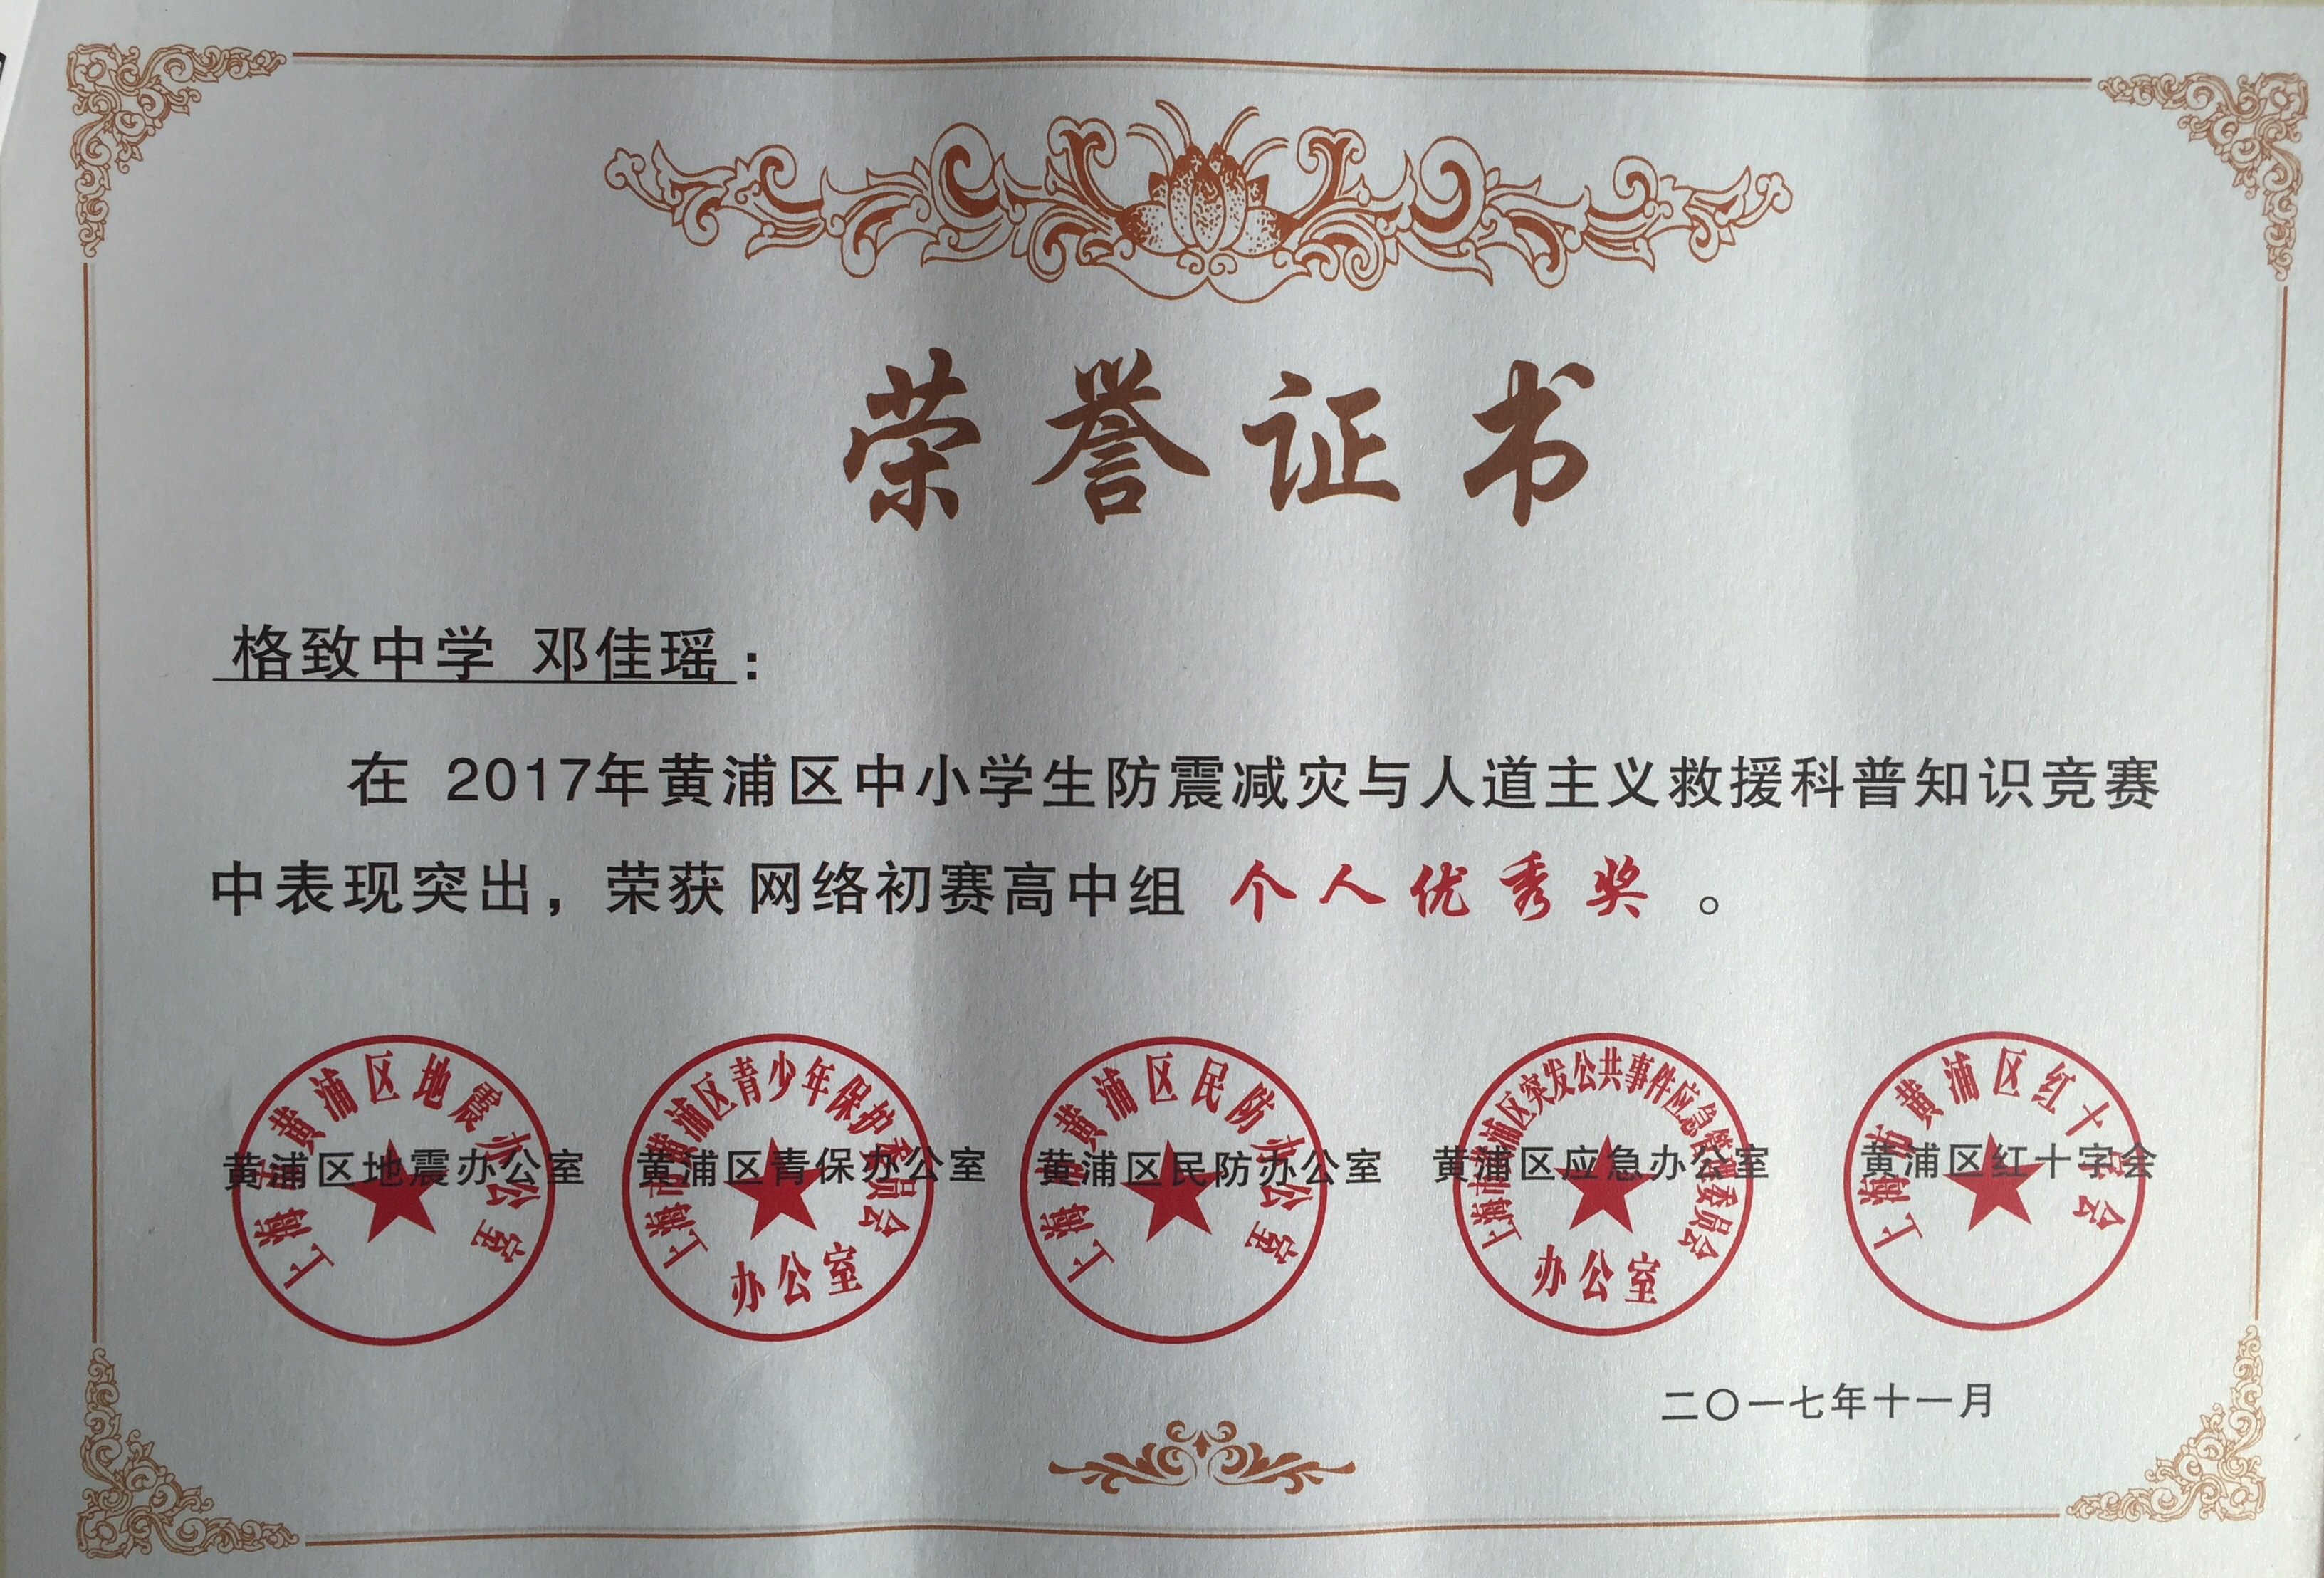 荣誉证书
格致中学 邓佳瑶：
在 2017年黄浦区中小学生防震减灾与人道主义救援科普知识竞赛
中表现突出，荣获 网络初赛高中组 个人优秀奖 。
黄浦区地震办公室 黄浦区青保办公室 黄浦区民防办公室 黄浦区应急办公室 黄浦区红十字会
上海市黄浦区地震办公室
上海市黄浦区青少年保护委员会
办公室
上海市黄浦区民防办公室
上海市黄浦区突发公共事件应急管理委员会
办公室
上海市黄浦区红十字会
二〇一七年十一月